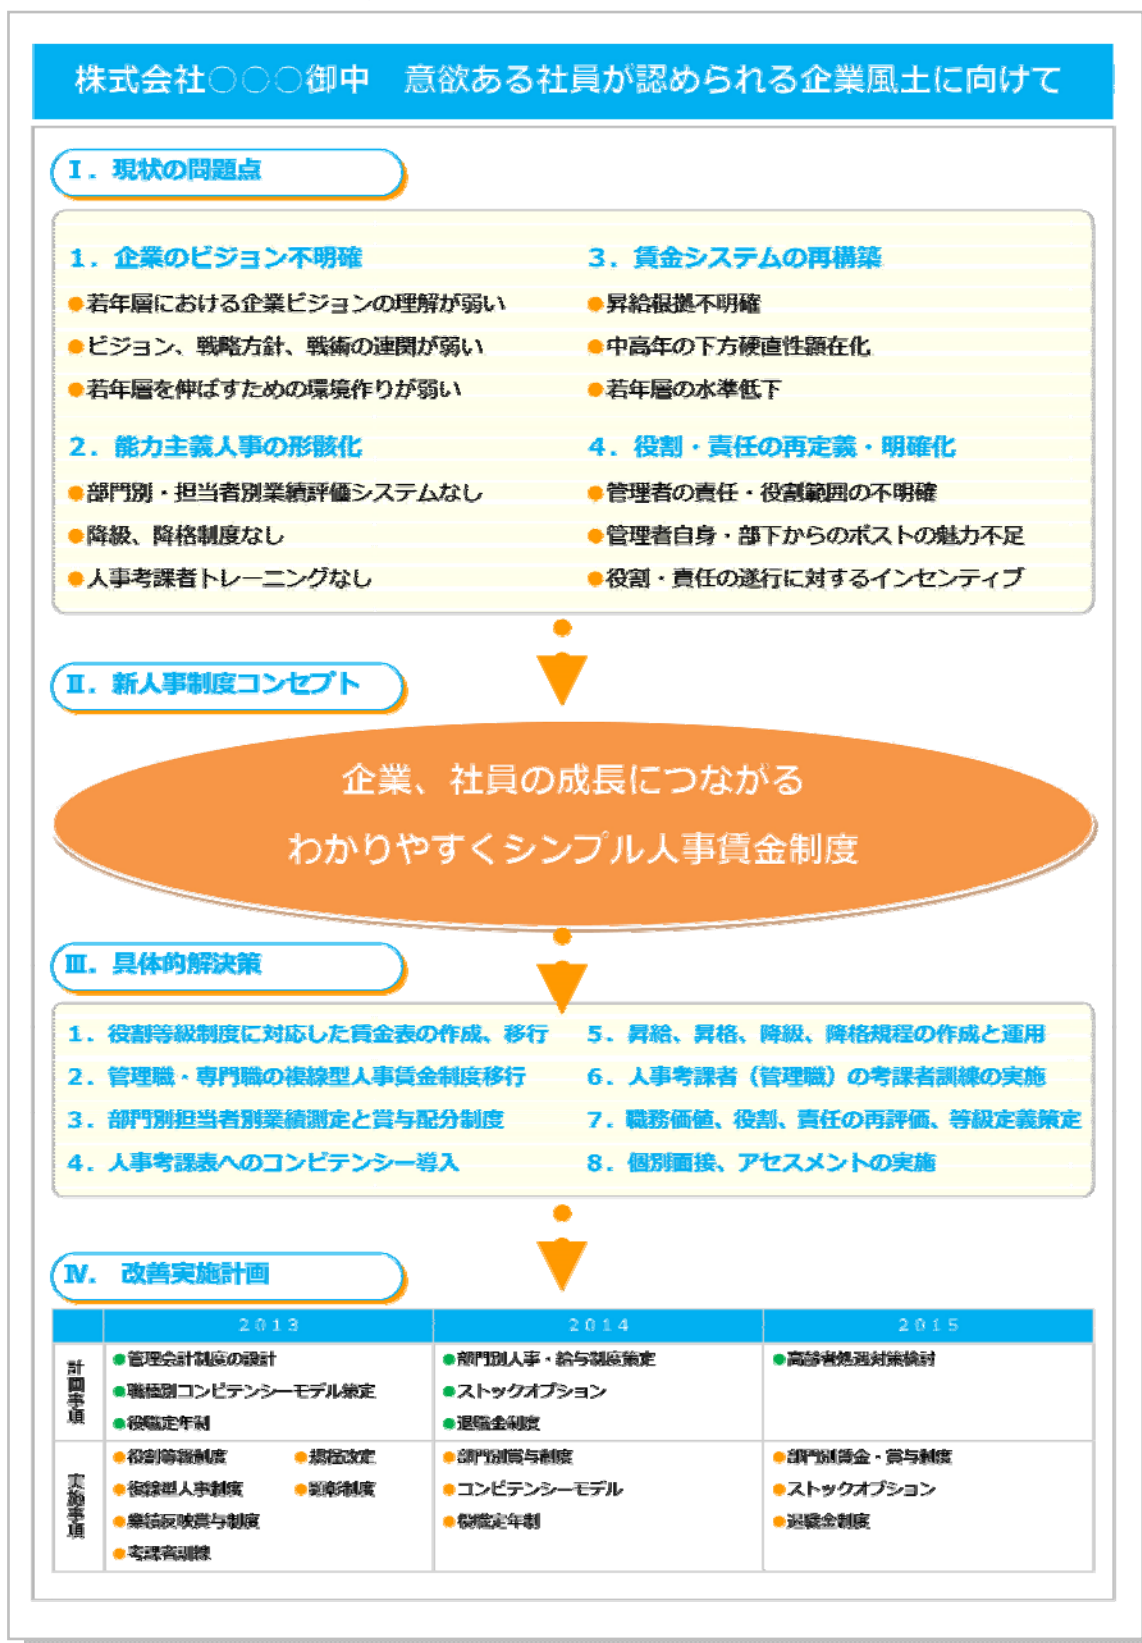 株式会社○○○御中　意欲ある社員が認められる企業風土に向けて
Ⅰ．現状の問題点
1．企業のビジョン不明確
●若年層における企業ビジョンの理解が弱い
●ビジョン、戦略方針、戦術の連関が弱い
●若年層を伸ばすための環境作りが弱い
2．能力主義人事の形骸化
●部門別・担当者別業績評価システムなし
●降級、降格制度なし
●人事考課者トレーニングなし
3．賃金システムの再構築
●昇給根拠不明確
●中高年の下方硬直性顕在化
●若年層の水準低下
4．役割・責任の再定義・明確化
●管理者の責任・役割範囲の不明確
●管理者自身・部下からのポストの魅力不足
●役割・責任の遂行に対するインセンティブ
Ⅱ．新人事制度コンセプト
企業、社員の成長につながる
わかりやすくシンプル人事賃金制度
Ⅲ．具体的解決策
1．役割等級制度に対応した賃金表の作成、移行
2．管理職・専門職の複線型人事賃金制度移行
3．部門別担当者別業績測定と賞与配分制度
4．人事考課表へのコンピテンシー導入
5．昇給、昇格、降級、降格規程の作成と運用
6．人事考課者（管理職）の考課者訓練の実施
7．職務価値、役割、責任の再評価、等級定義策定
8．個別面接、アセスメントの実施
Ⅳ．改善実施計画
2013
2014
2015
計画事項
●管理会計制度の設計
●職種別コンピテンシーモデル策定
●役職定年制
●部門別人事・給与制度策定
●ストックオプション
●退職金制度
●高齢者処遇対策検討
実施事項
●役割等級制度
●複線型人事制度
●業績反映賞与制度
●考課者訓練
●規程改定
●顕彰制度
●部門別賞与制度
●コンピテンシーモデル
●役職定年制
●部門別賃金・賞与制度
●ストックオプション
●退職金制度